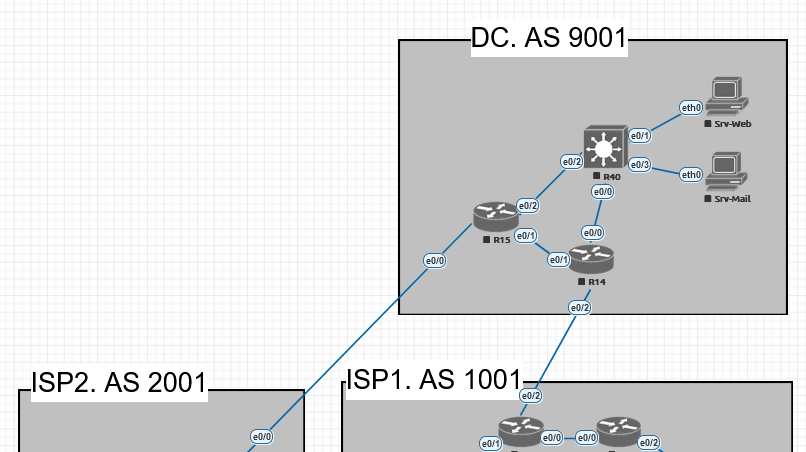 DC. AS 9001
eth0
Srv-Web
e0/1
e0/2
e0/3
eth0
R40
e0/0
Srv-Mail
e0/2
R15
e0/1
e0/0
e0/0
e0/1
R14
e0/2
ISP2. AS 2001
ISP1. AS 1001
e0/2
e0/0
e0/1
e0/0
e0/0
e0/2